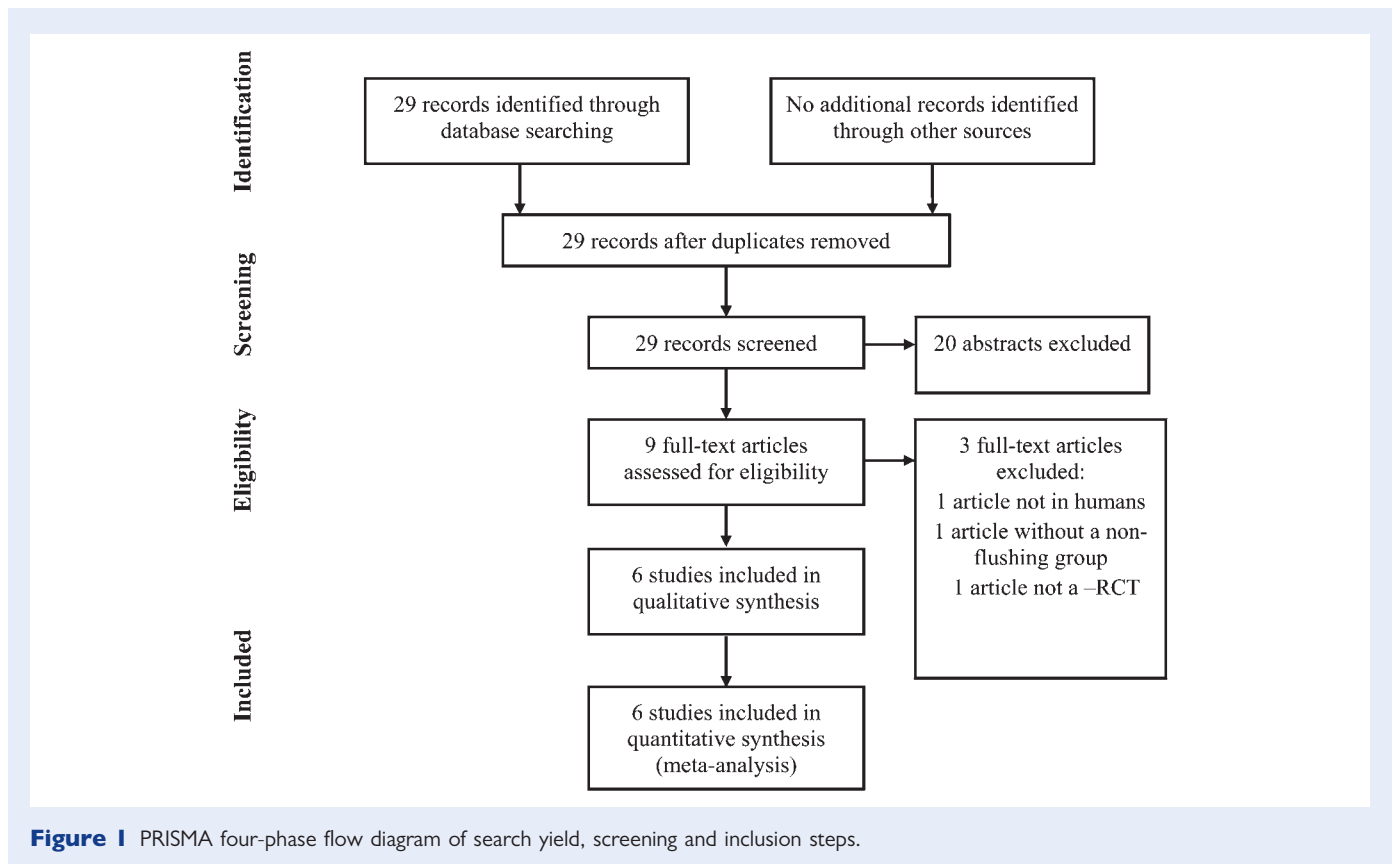 Identification
29 records identified through
database searching
No additional records identified
through other sources
29 records after duplicates removed
Screening
29 records screened
20 abstracts excluded
Eligibility
9 full-text articles
assessed for eligibility
3 full-text articles
excluded:
1 article not in humans
1 article without a non-
flushing group
1 article not a –RCT
Included
6 studies included in
qualitative synthesis
6 studies included in
quantitative synthesis
(meta-analysis)
Figure 1 PRISMA four-phase flow diagram of search yield, screening and inclusion steps.